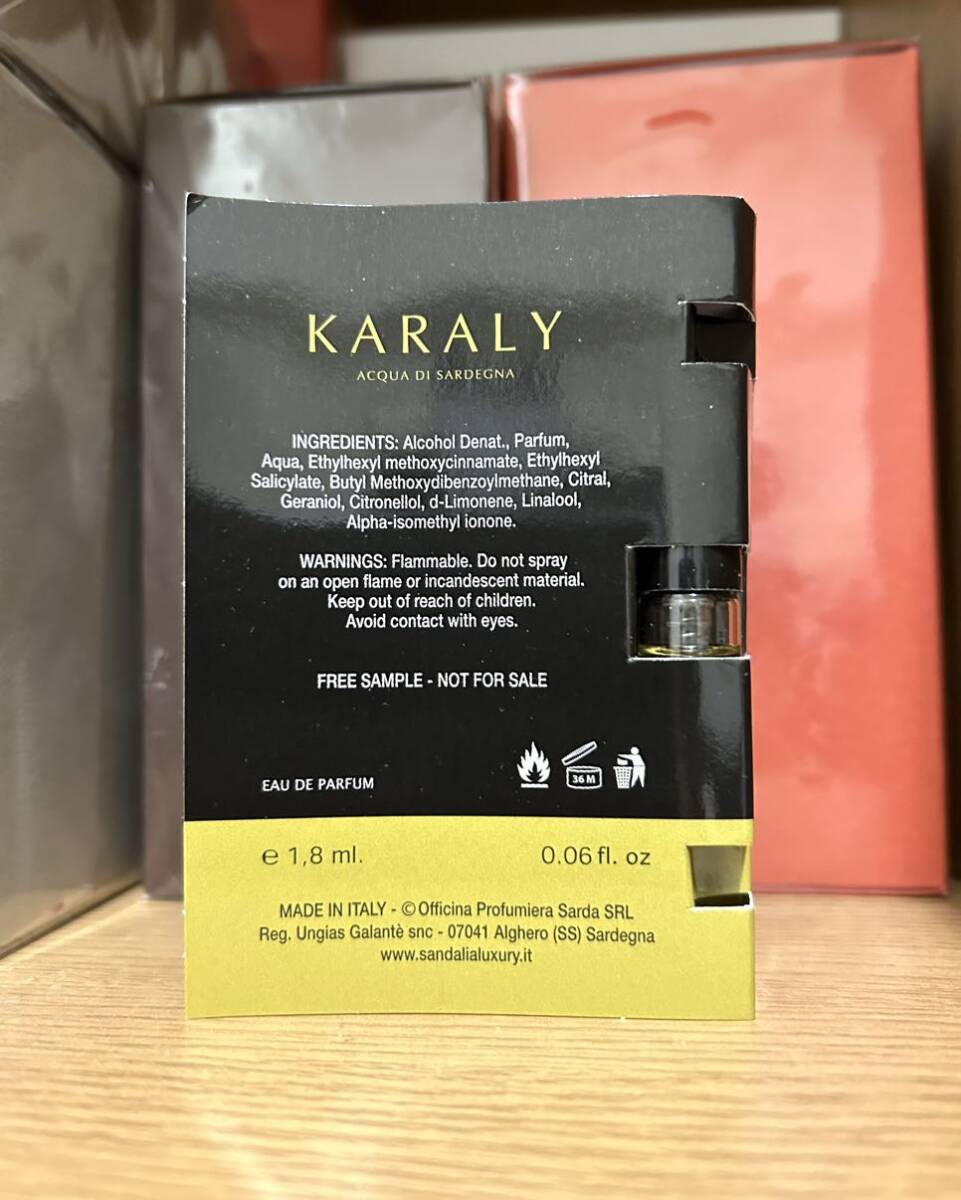 KARALY
ACQUA DI SARDEGNA
INGREDIENTS: Alcohol Denat., Parfum,
Aqua, Ethylhexyl methoxycinnamate, Ethylhexyl
Salicylate, Butyl Methoxydibenzoylmethane, Citral,
Geraniol, Citronellol, d-Limonene, Linalool,
Alpha-isomethyl ionone.
WARNINGS: Flammable. Do not spray
on an open flame or incandescent material.
Keep out of reach of children.
Avoid contact with eyes.
FREE SAMPLE - NOT FOR SALE
EAU DE PARFUM
36 M
℮ 1,8 ml.
0.06 fl. oz
MADE IN ITALY - © Officina Profumiera Sarda SRL
Reg. Ungias Galantè snc - 07041 Alghero (SS) Sardegna
www.sandalialuxury.it